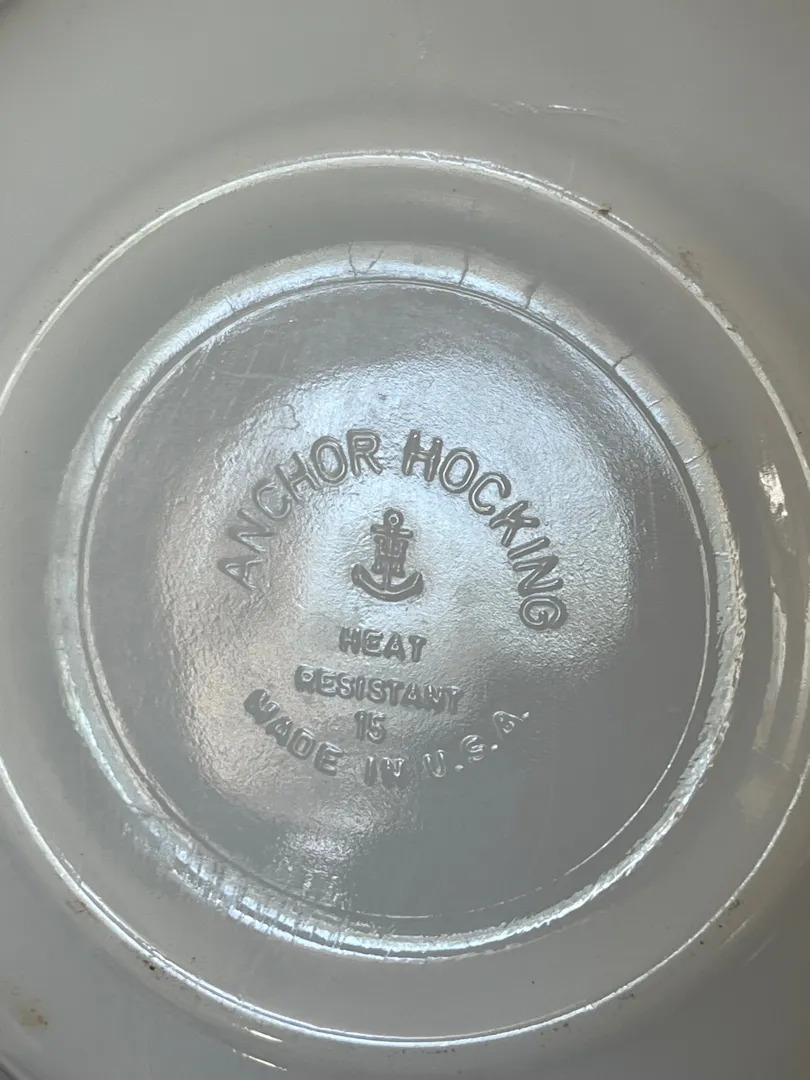 ANCHOR HOCKING
HEAT
RESISTANT
15
MADE IN U.S.A.